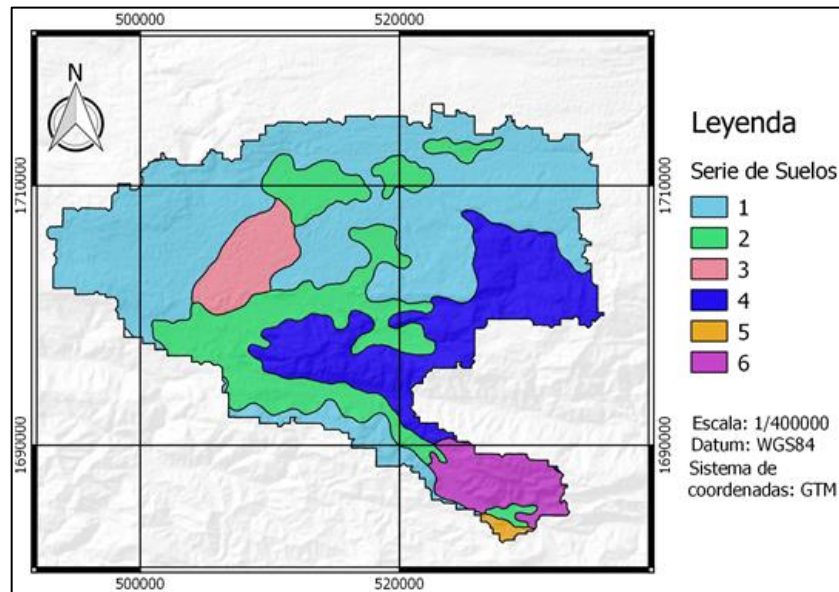 500000 520000
N
1710000 1710000
1690000 1690000
500000 520000
Leyenda
Serie de Suelos
1
2
3
4
5
6
Escala: 1/400000
Datum: WGS84
Sistema de
coordenadas: GTM